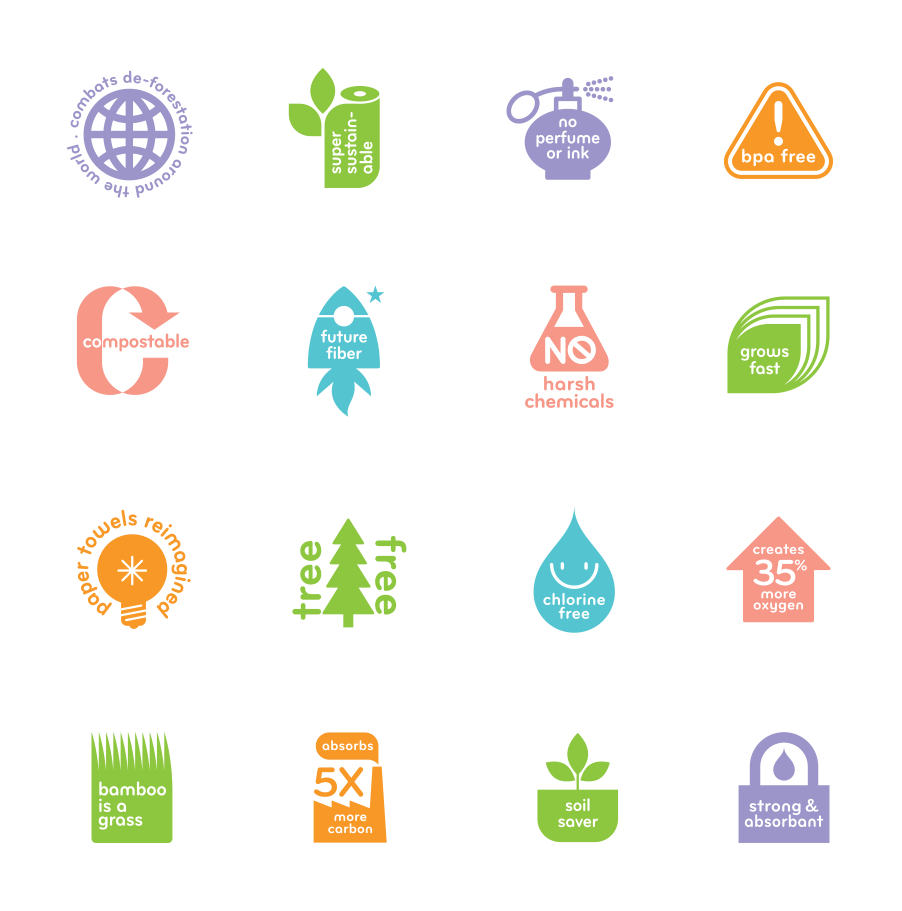 combats de-forestation around the world ·
super
sustain-
able
no
perfume
or ink
bpa free
compostable
future
fiber
NO
harsh
chemicals
grows
fast
paper towels reimagined
tree
free
chlorine
free
creates
35%
more
oxygen
bamboo
is a
grass
absorbs
5X
more
carbon
soil
saver
strong &
absorbant